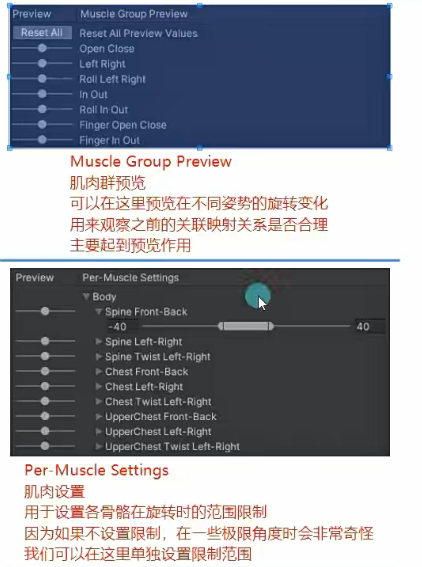 Preview Muscle Group Preview
Reset All Reset All Preview Values
Open Close
Left Right
Roll Left Right
In Out
Roll In Out
Finger Open Close
Finger In Out
Muscle Group Preview
肌肉群预览
可以在这里预览在不同姿势的旋转变化
用来观察之前的关联映射关系是否合理
主要起到预览作用
Preview Per-Muscle Settings
Body
Spine Front-Back
-40 40
Spine Left-Right
Spine Twist Left-Right
Chest Front-Back
Chest Left-Right
Chest Twist Left-Right
UpperChest Front-Back
UpperChest Left-Right
UpperChest Twist Left-Right
Per-Muscle Settings
肌肉设置
用于设置各骨骼在旋转时的范围限制
因为如果不设置限制，在一些极限角度时会非常奇怪
我们可以在这里单独设置限制范围